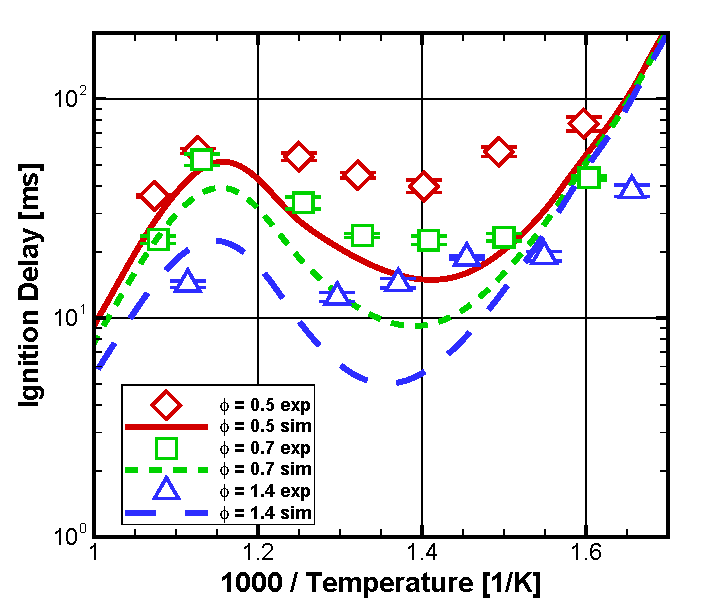 10²
10¹
10⁰
Ignition Delay [ms]
ϕ = 0.5 exp
ϕ = 0.5 sim
ϕ = 0.7 exp
ϕ = 0.7 sim
ϕ = 1.4 exp
ϕ = 1.4 sim
1 1.2 1.4 1.6
1000 / Temperature [1/K]